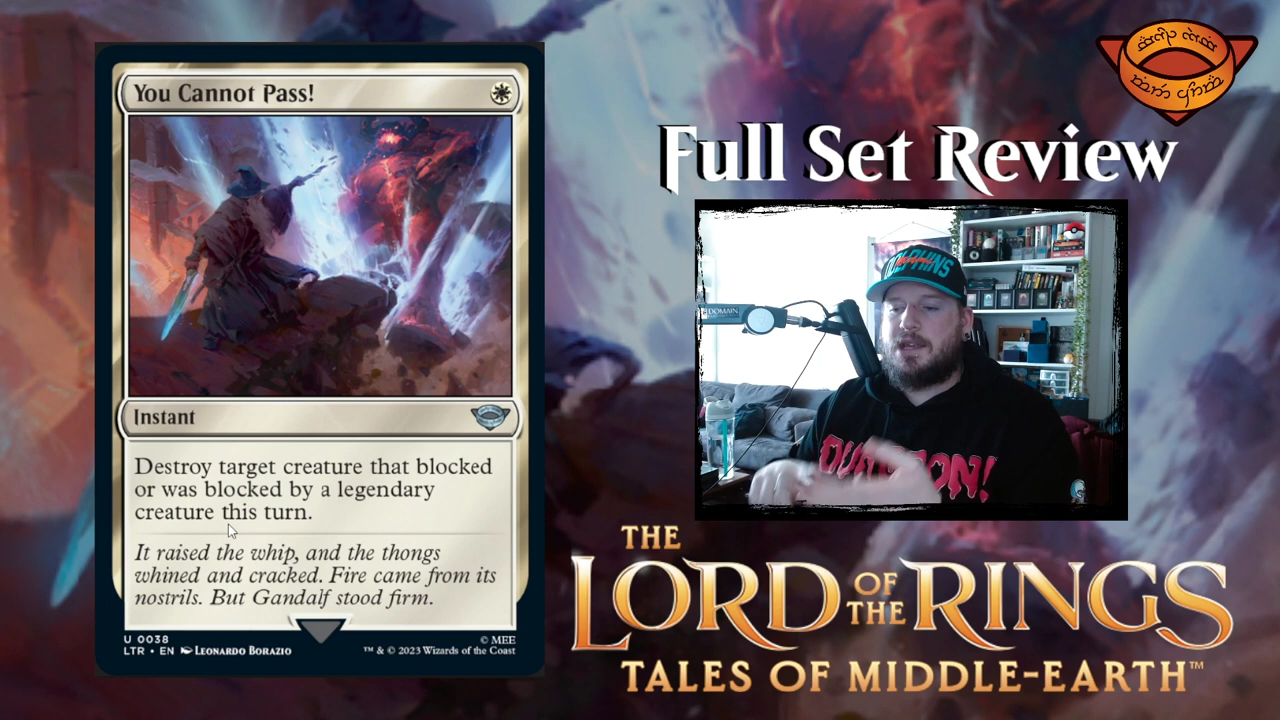 You Cannot Pass!
Instant
Destroy target creature that blocked
or was blocked by a legendary
creature this turn.
It raised the whip, and the thongs
whined and cracked. Fire came from its
nostrils. But Gandalf stood firm.
U 0038
LTR • EN LEONARDO BORAZIO
© MEE
™ & © 2023 Wizards of the Coast
Full Set Review
DOLPHINS
DOMAIN
THE
LORD OF THE RINGS
TALES OF MIDDLE-EARTH™